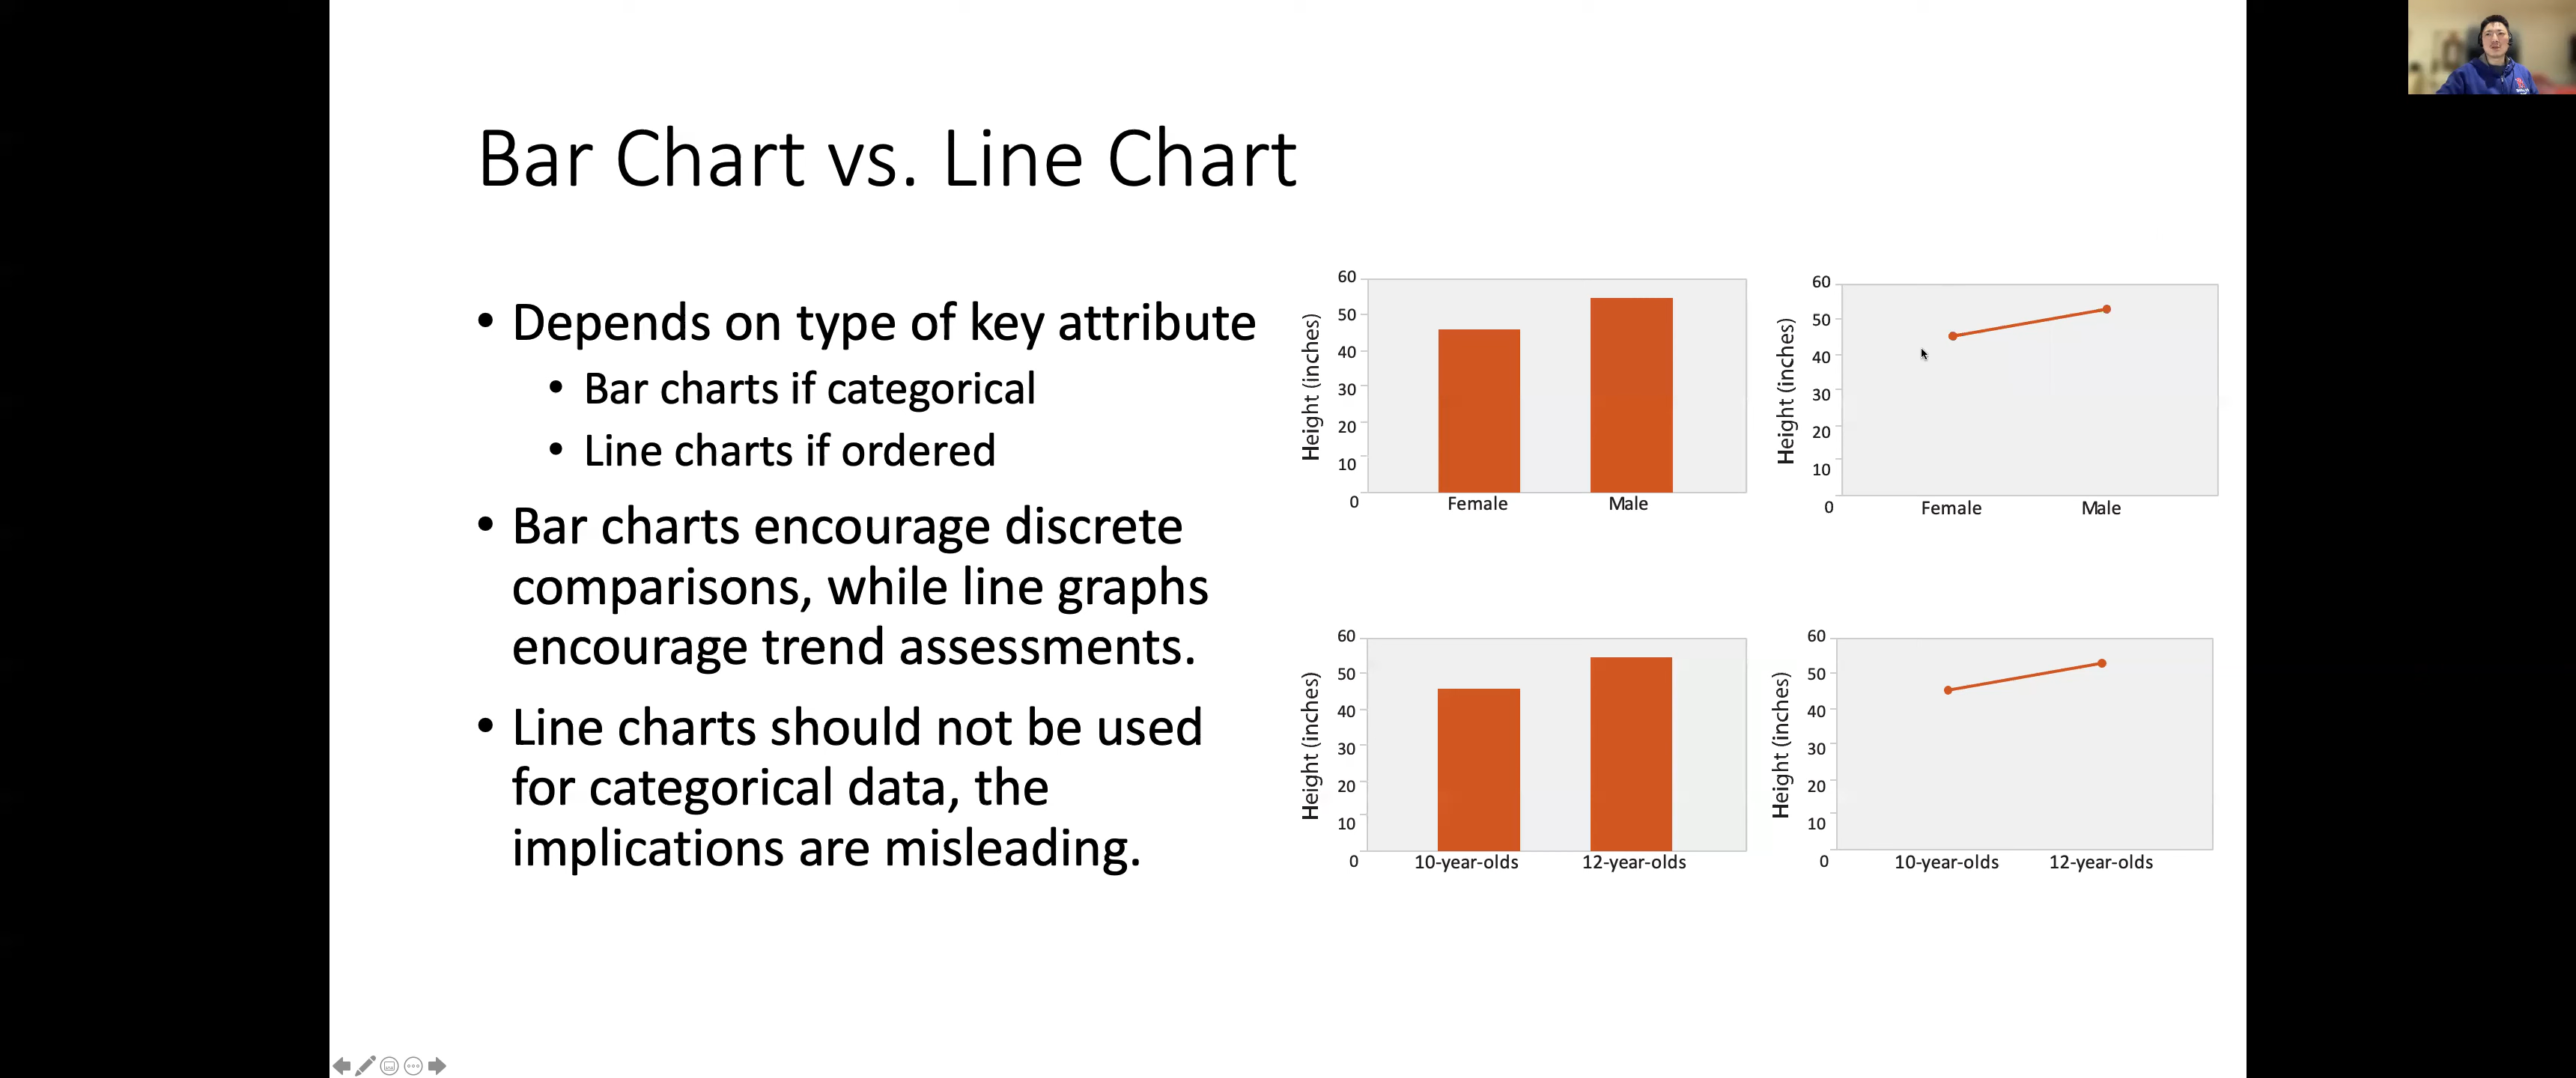 Bar Chart vs. Line Chart
• Depends on type of key attribute
• Bar charts if categorical
• Line charts if ordered
• Bar charts encourage discrete
comparisons, while line graphs
encourage trend assessments.
• Line charts should not be used
for categorical data, the
implications are misleading.
Height (inches)
60
50
40
30
20
10
0
Female Male
Height (inches)
60
50
40
30
20
10
0
Female Male
Height (inches)
60
50
40
30
20
10
0
10-year-olds 12-year-olds
Height (inches)
60
50
40
30
20
10
0
10-year-olds 12-year-olds